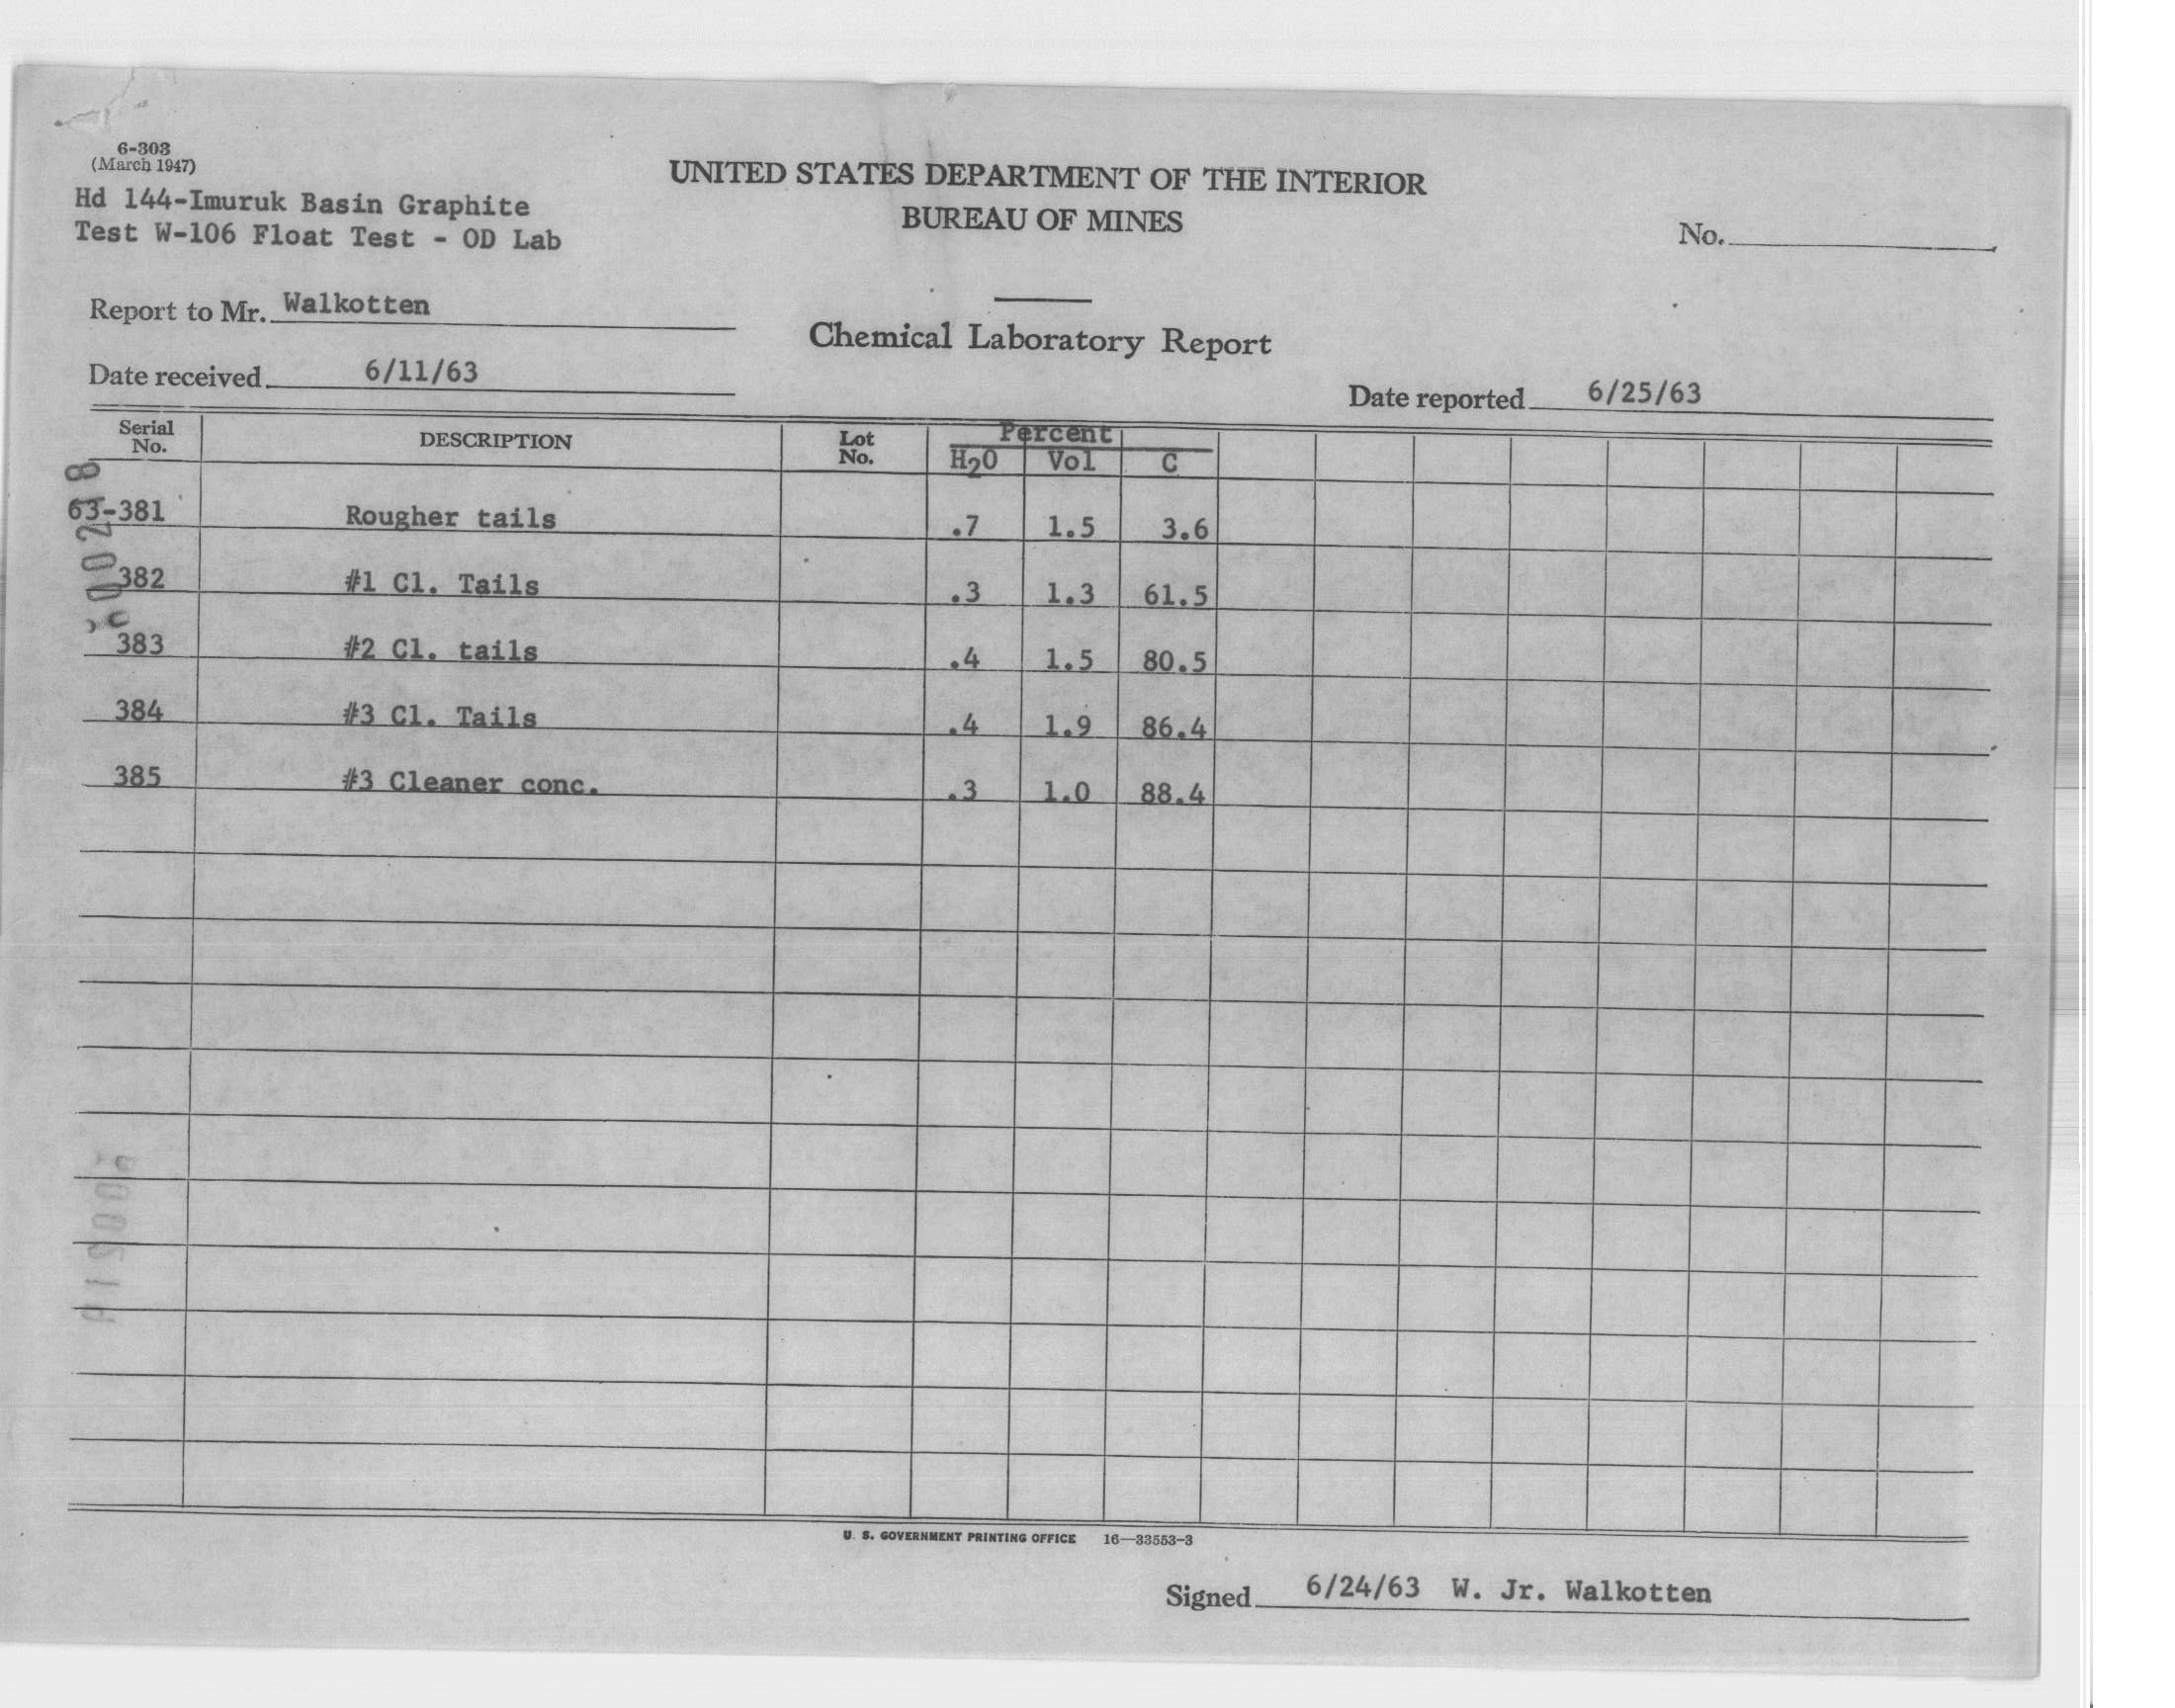 6-303
(March 1947)
Hd 144-Imuruk Basin Graphite
Test W-106 Float Test - OD Lab
UNITED STATES DEPARTMENT OF THE INTERIOR
BUREAU OF MINES
No.
Report to Mr. Walkotten
Chemical Laboratory Report
Date received 6/11/63
Date reported 6/25/63
Percent
Serial No. DESCRIPTION Lot No. H2O Vol C
63-381 Rougher tails .7 1.5 3.6
382 #1 Cl. Tails .3 1.3 61.5
383 #2 Cl. tails .4 1.5 80.5
384 #3 Cl. Tails .4 1.9 86.4
385 #3 Cleaner conc. .3 1.0 88.4
U. S. GOVERNMENT PRINTING OFFICE 16—33553-3
Signed 6/24/63 W. Jr. Walkotten